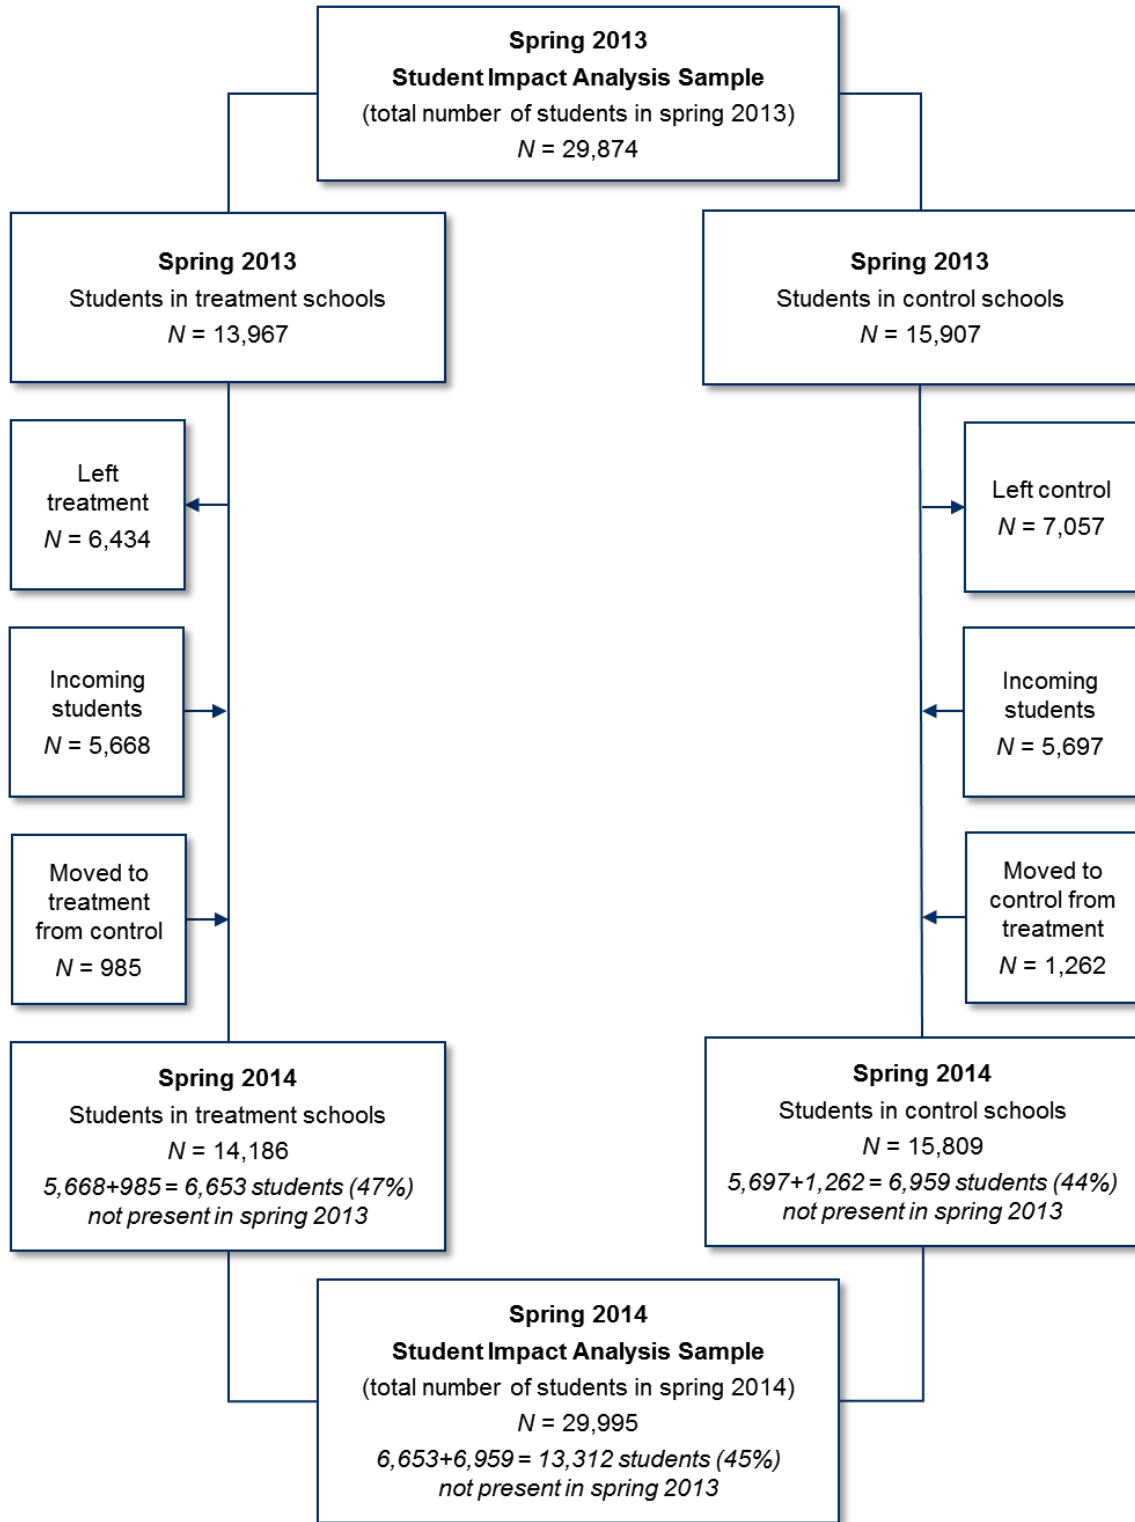 Spring 2013
Student Impact Analysis Sample
(total number of students in spring 2013)
N = 29,874
Spring 2013
Students in treatment schools
N = 13,967
Spring 2013
Students in control schools
N = 15,907
Left
treatment
N = 6,434
Left control
N = 7,057
Incoming
students
N = 5,668
Incoming
students
N = 5,697
Moved to
treatment
from control
N = 985
Moved to
control from
treatment
N = 1,262
Spring 2014
Students in treatment schools
N = 14,186
5,668+985 = 6,653 students (47%)
not present in spring 2013
Spring 2014
Students in control schools
N = 15,809
5,697+1,262 = 6,959 students (44%)
not present in spring 2013
Spring 2014
Student Impact Analysis Sample
(total number of students in spring 2014)
N = 29,995
6,653+6,959 = 13,312 students (45%)
not present in spring 2013